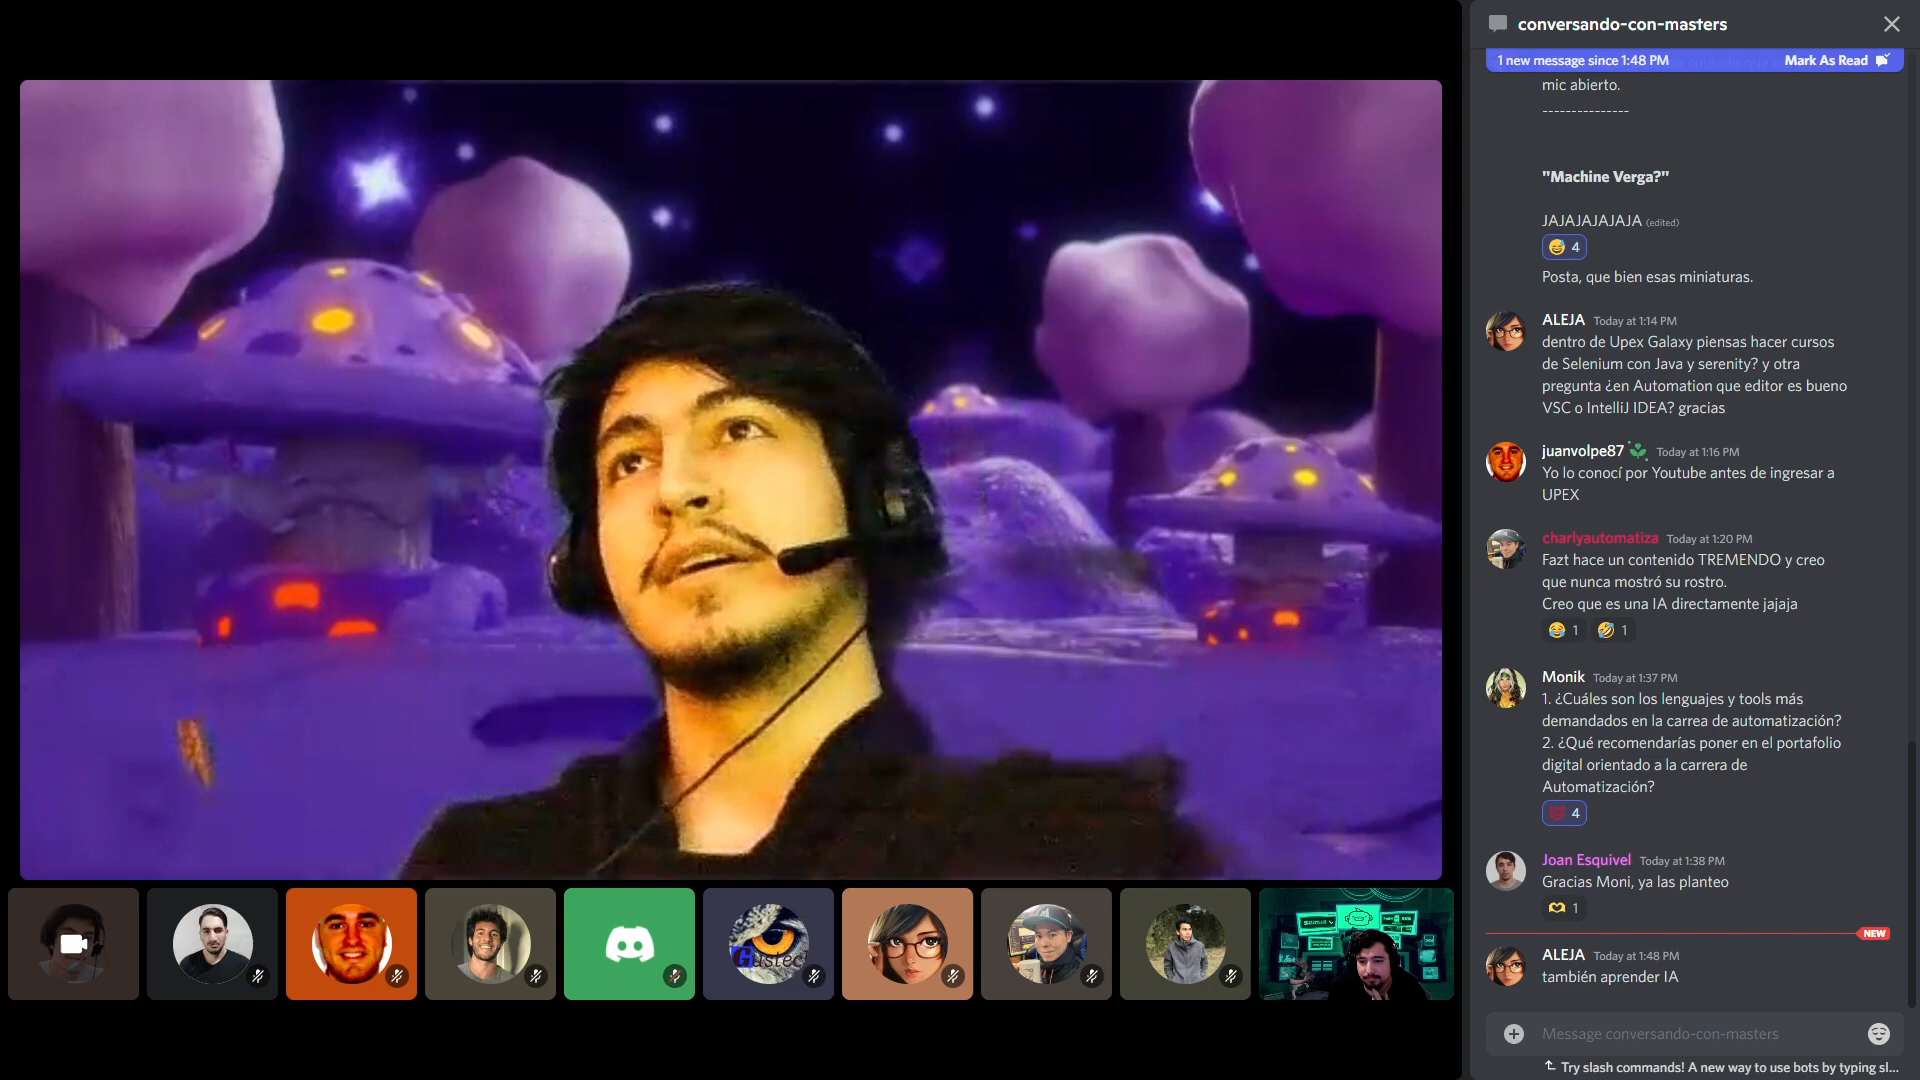 conversando-con-masters
1 new message since 1:48 PM
Mark As Read
mic abierto.
---------------
"Machine Verga?"
JAJAJAJAJAJA (edited)
4
Posta, que bien esas miniaturas.
ALEJA Today at 1:14 PM
dentro de Upex Galaxy piensas hacer cursos
de Selenium con Java y serenity? y otra
pregunta ¿en Automation que editor es bueno
VSC o IntelliJ IDEA? gracias
juanvolpe87 Today at 1:16 PM
Yo lo conocí por Youtube antes de ingresar a
UPEX
charlyautomatiza Today at 1:20 PM
Fazt hace un contenido TREMENDO y creo
que nunca mostró su rostro.
Creo que es una IA directamente jajaja
1 1
Monik Today at 1:37 PM
1. ¿Cuáles son los lenguajes y tools más
demandados en la carrea de automatización?
2. ¿Qué recomendarías poner en el portafolio
digital orientado a la carrera de
Automatización?
4
Joan Esquivel Today at 1:38 PM
Gracias Moni, ya las planteo
1
NEW
ALEJA Today at 1:48 PM
también aprender IA
Message conversando-con-masters
Try slash commands! A new way to use bots by typing sl...